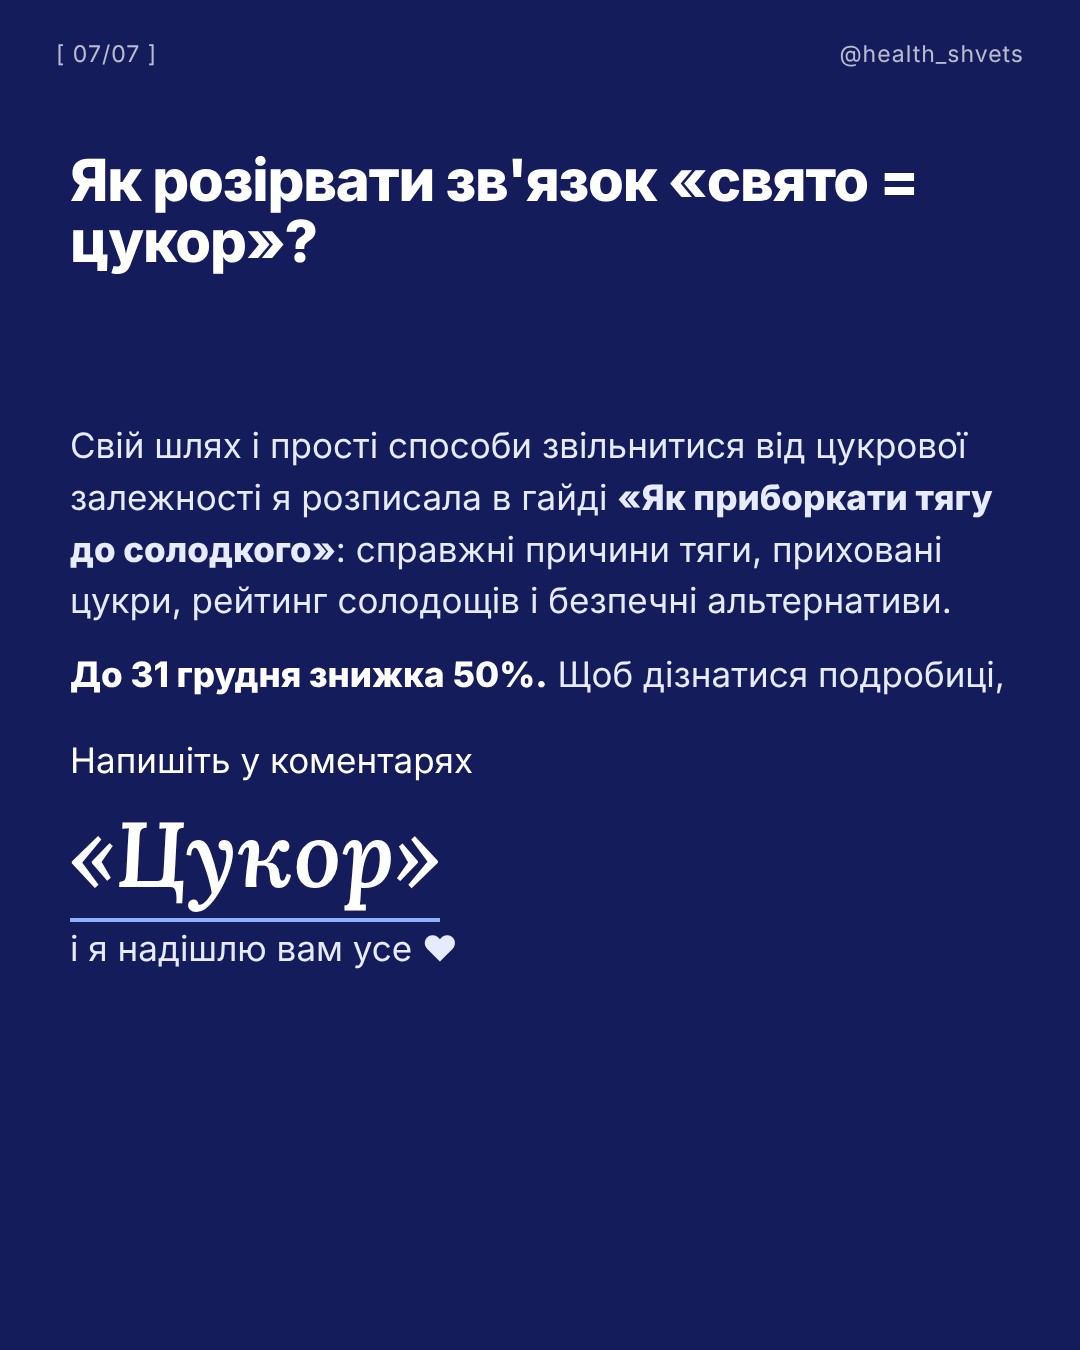 [ 07/07 ]
@health_shvets
Як розірвати зв'язок «свято =
цукор»?
Свій шлях і прості способи звільнитися від цукрової
залежності я розписала в гайді «Як приборкати тягу
до солодкого»: справжні причини тяги, приховані
цукри, рейтинг солодощів і безпечні альтернативи.
До 31 грудня знижка 50%. Щоб дізнатися подробиці,
Напишіть у коментарях
«Цукор»
і я надішлю вам усе ♥